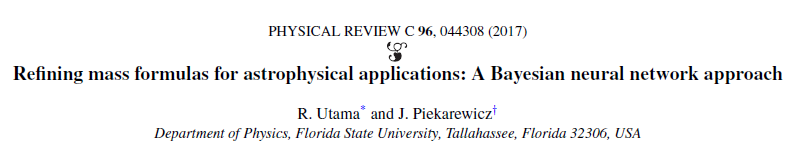 PHYSICAL REVIEW C 96, 044308 (2017)
Refining mass formulas for astrophysical applications: A Bayesian neural network approach
R. Utama* and J. Piekarewicz†
Department of Physics, Florida State University, Tallahassee, Florida 32306, USA